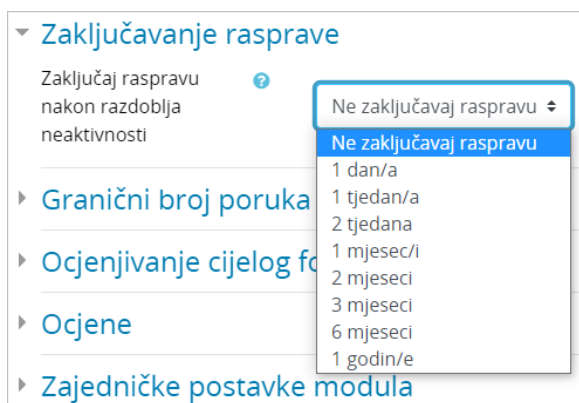 Zaključavanje rasprave
Zaključaj raspravu
nakon razdoblja
neaktivnosti
Ne zaključavaj raspravu
Ne zaključavaj raspravu
1 dan/a
1 tjedan/a
2 tjedana
1 mjesec/i
2 mjeseci
3 mjeseci
6 mjeseci
1 godin/e
Granični broj poruka
Ocjenjivanje cijelog fo
Ocjene
Zajedničke postavke modula